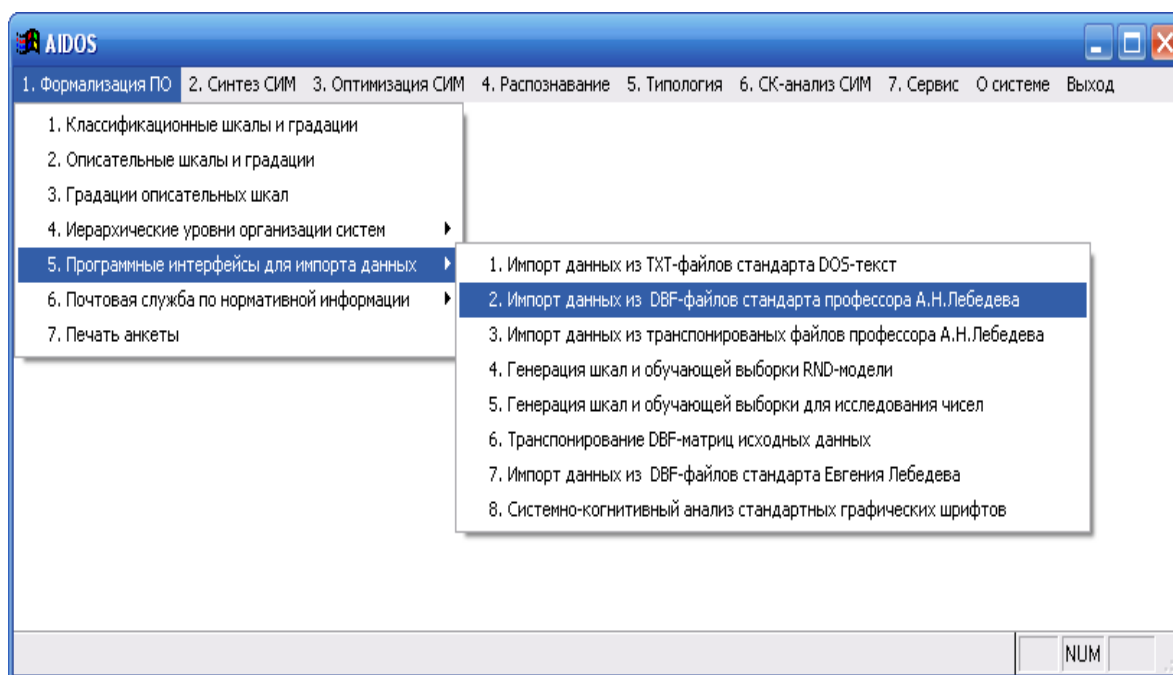 AIDOS
1. Формализация ПО 2. Синтез СИМ 3. Оптимизация СИМ 4. Распознавание 5. Типология 6. СК-анализ СИМ 7. Сервис О системе Выход
1. Классификационные шкалы и градации
2. Описательные шкалы и градации
3. Градации описательных шкал
4. Иерархические уровни организации систем
5. Программные интерфейсы для импорта данных
6. Почтовая служба по нормативной информации
7. Печать анкеты
1. Импорт данных из TXT-файлов стандарта DOS-текст
2. Импорт данных из DBF-файлов стандарта профессора А.Н.Лебедева
3. Импорт данных из транспонированых файлов профессора А.Н.Лебедева
4. Генерация шкал и обучающей выборки RND-модели
5. Генерация шкал и обучающей выборки для исследования чисел
6. Транспонирование DBF-матриц исходных данных
7. Импорт данных из DBF-файлов стандарта Евгения Лебедева
8. Системно-когнитивный анализ стандартных графических шрифтов
NUM